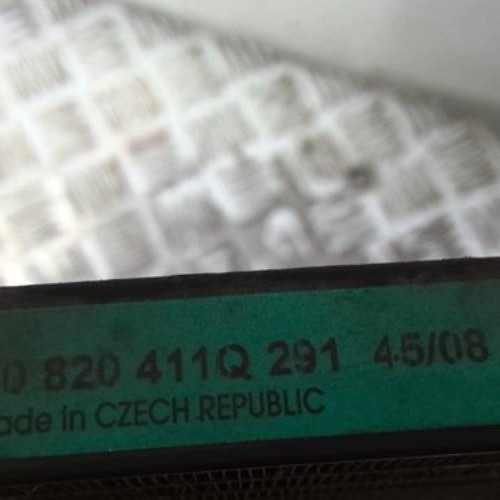 0 820 411Q 291 45/08
ade in CZECH REPUBLIC